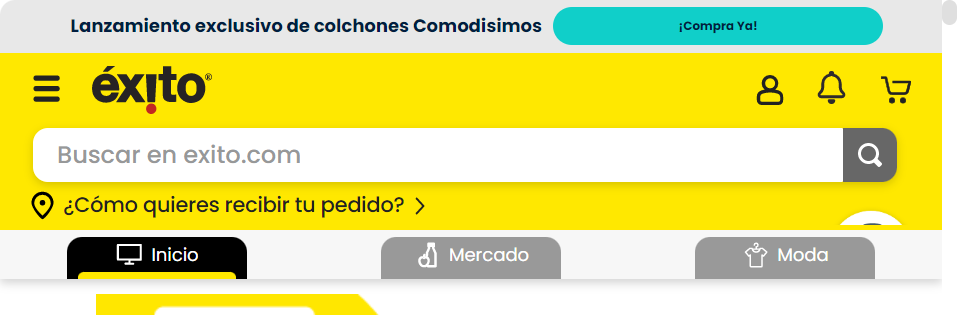 Lanzamiento exclusivo de colchones Comodisimos
¡Compra Ya!
éxito®
Buscar en exito.com
¿Cómo quieres recibir tu pedido?
Inicio
Mercado
Moda